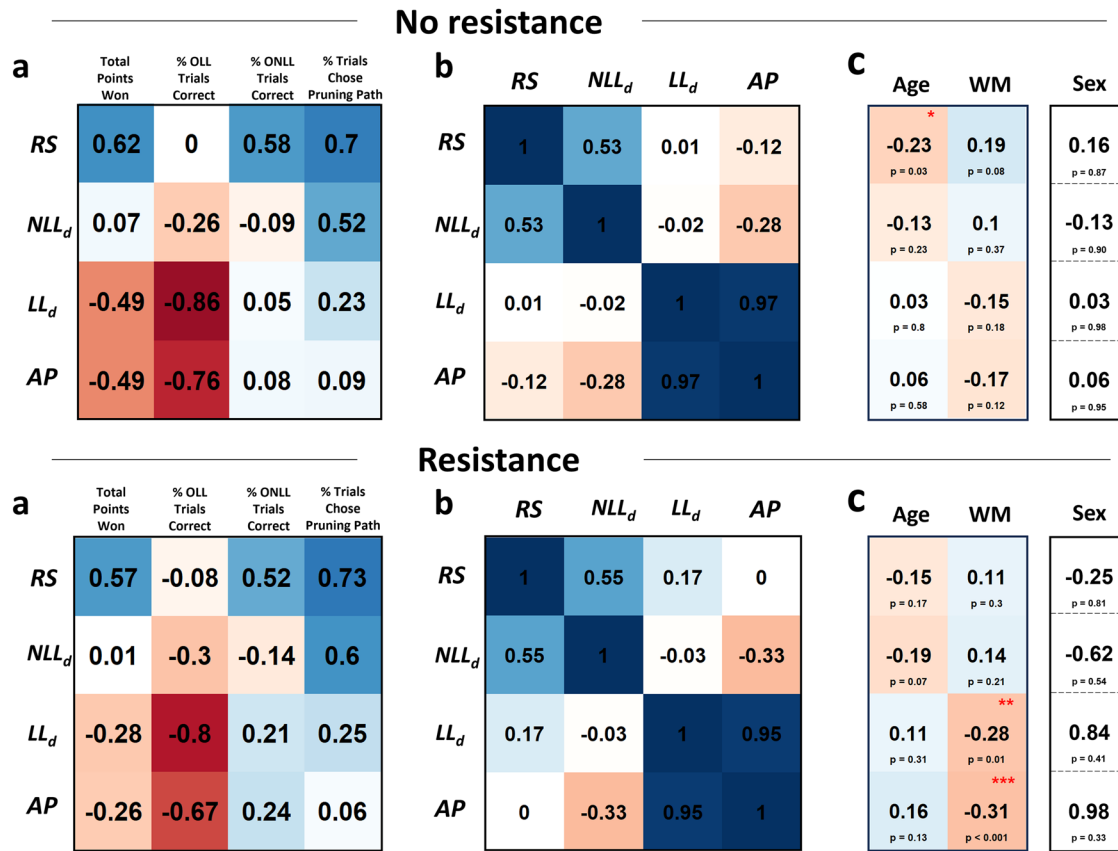 No resistance
a
Total Points Won
% OLL Trials Correct
% ONLL Trials Correct
% Trials Chose Pruning Path
RS 0.62 0 0.58 0.7
NLLd 0.07 -0.26 -0.09 0.52
LLd -0.49 -0.86 0.05 0.23
AP -0.49 -0.76 0.08 0.09
b
RS NLLd LLd AP
RS 1 0.53 0.01 -0.12
NLLd 0.53 1 -0.02 -0.28
LLd 0.01 -0.02 1 0.97
AP -0.12 -0.28 0.97 1
c
Age WM Sex
*
-0.23 0.19 0.16
p = 0.03 p = 0.08 p = 0.87
-0.13 0.1 -0.13
p = 0.23 p = 0.37 p = 0.90
0.03 -0.15 0.03
p = 0.8 p = 0.18 p = 0.98
0.06 -0.17 0.06
p = 0.58 p = 0.12 p = 0.95
Resistance
a
Total Points Won
% OLL Trials Correct
% ONLL Trials Correct
% Trials Chose Pruning Path
RS 0.57 -0.08 0.52 0.73
NLLd 0.01 -0.3 -0.14 0.6
LLd -0.28 -0.8 0.21 0.25
AP -0.26 -0.67 0.24 0.06
b
RS NLLd LLd AP
RS 1 0.55 0.17 0
NLLd 0.55 1 -0.03 -0.33
LLd 0.17 -0.03 1 0.95
AP 0 -0.33 0.95 1
c
Age WM Sex
-0.15 0.11 -0.25
p = 0.17 p = 0.3 p = 0.81
-0.19 0.14 -0.62
p = 0.07 p = 0.21 p = 0.54
**
0.11 -0.28 0.84
p = 0.31 p = 0.01 p = 0.41
***
0.16 -0.31 0.98
p = 0.13 p < 0.001 p = 0.33